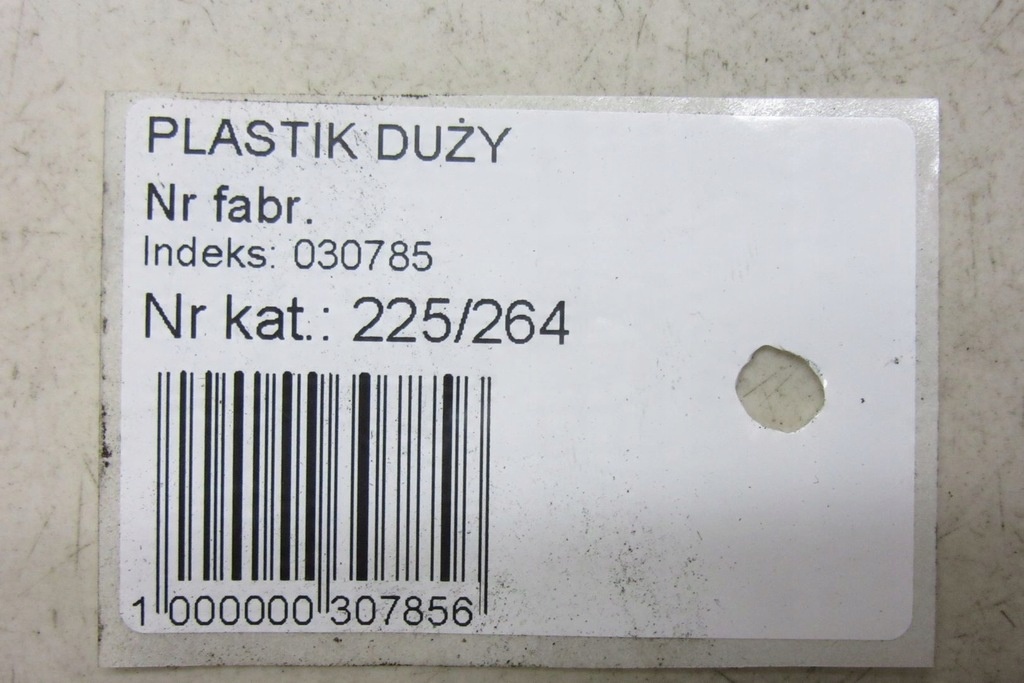 PLASTIK DUŻY
Nr fabr.
Indeks: 030785
Nr kat.: 225/264
1 000000 307856